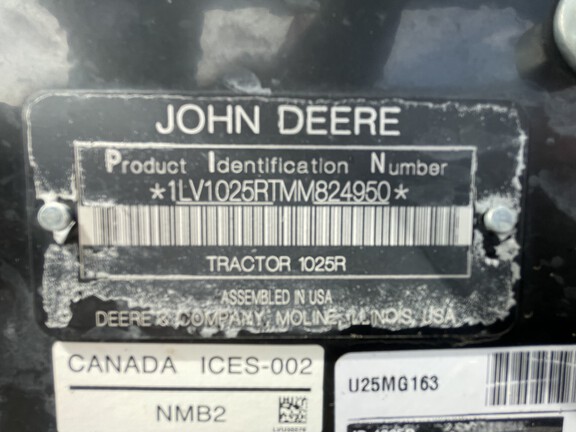 JOHN DEERE
Product Identification Number
*1LV1025RTMM824950*
TRACTOR 1025R
ASSEMBLED IN USA
DEERE & COMPANY, MOLINE, ILLINOIS, USA
CANADA ICES-002
NMB2
U25MG163